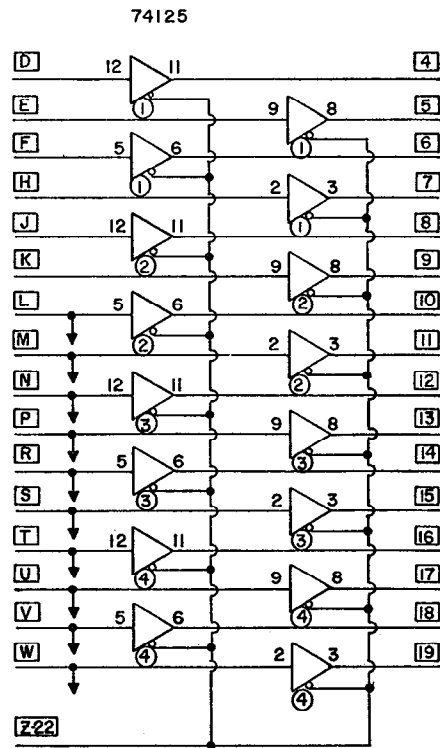 74125
D 12 11 4
1
E 9 8 5
1
F 5 6 6
1
H 2 3 7
1
J 12 11 8
2
K 9 8 9
2
L 5 6 10
2
M 2 3 11
2
N 12 11 12
3
P 9 8 13
3
R 5 6 14
3
S 2 3 15
3
T 12 11 16
4
U 9 8 17
4
V 5 6 18
4
W 2 3 19
4
Z-22